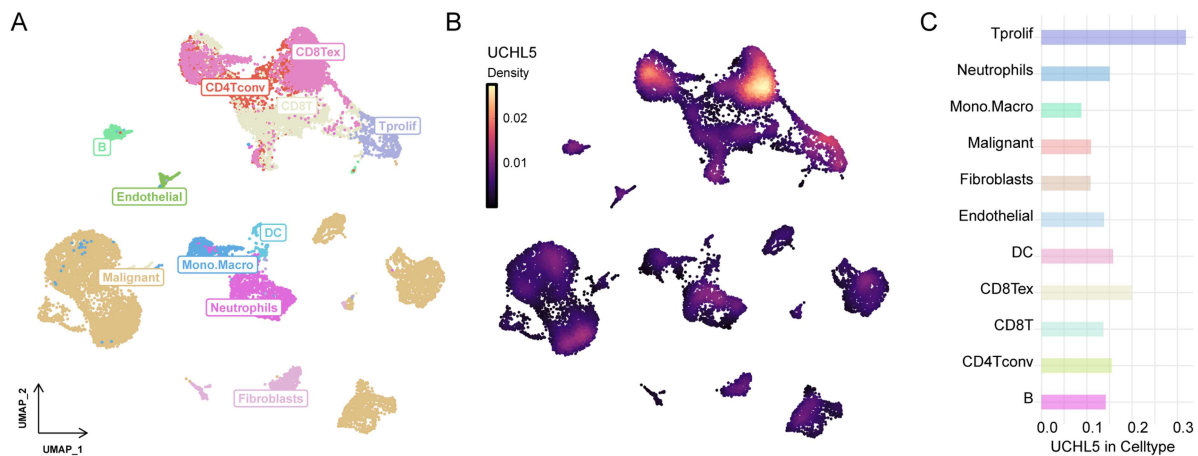 A
CD8Tex
CD4Tconv
CD8T
Tprolif
B
Endothelial
DC
Mono.Macro
Malignant
Neutrophils
Fibroblasts
UMAP_2
UMAP_1
B
UCHL5
Density
0.02
0.01
C
Tprolif
Neutrophils
Mono.Macro
Malignant
Fibroblasts
Endothelial
DC
CD8Tex
CD8T
CD4Tconv
B
0.0 0.1 0.2 0.3
UCHL5 in Celltype